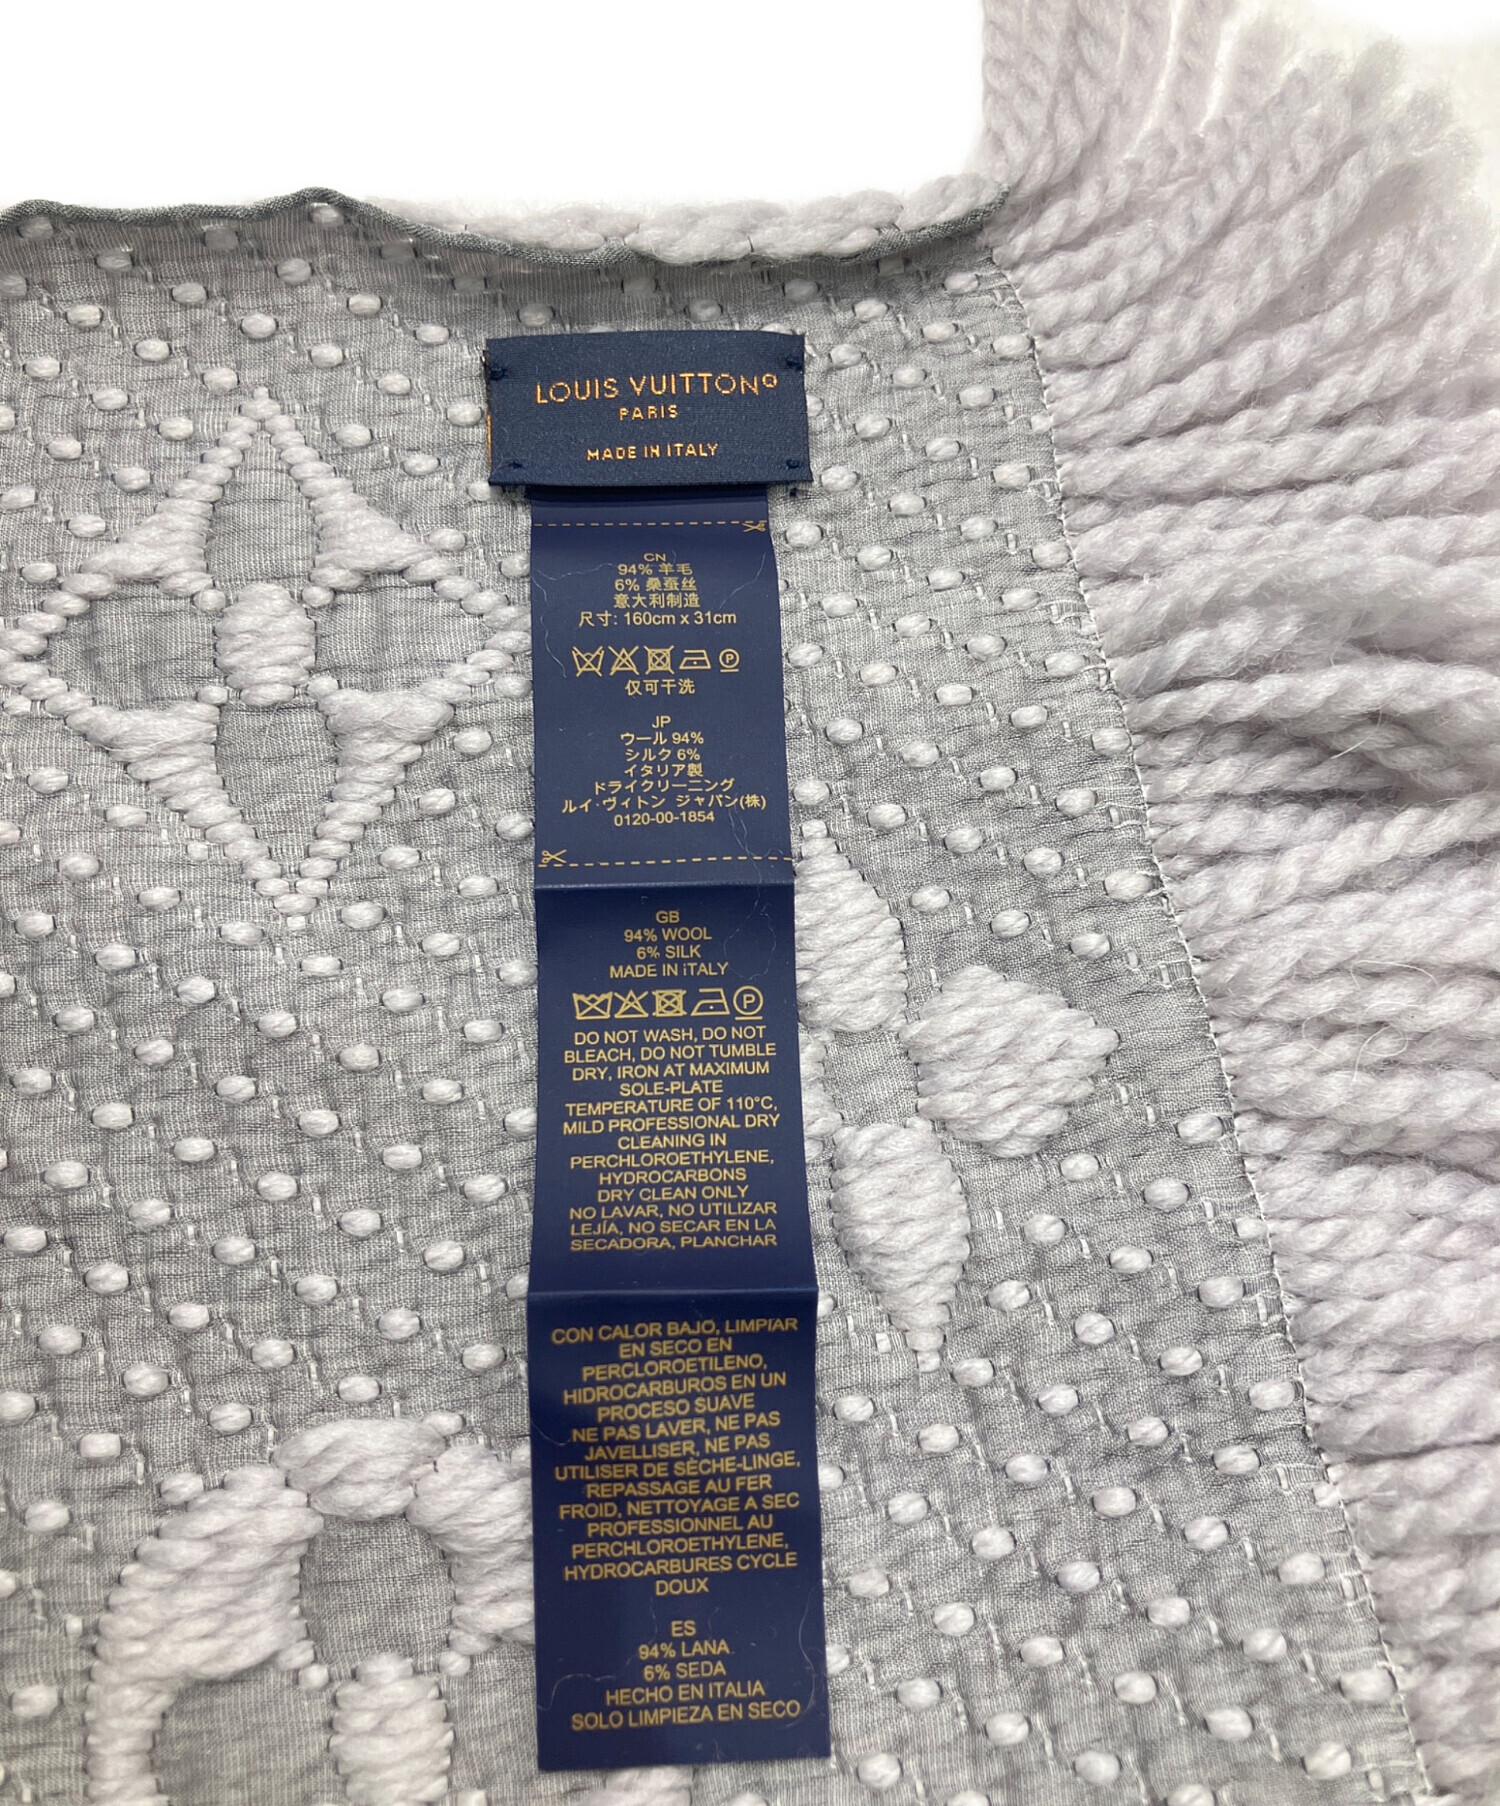 LOUIS VUITTON®
PARIS
MADE IN ITALY
CN
94% 羊毛
6% 桑蚕丝
意大利制造
尺寸: 160cm x 31cm
P
仅可干洗
JP
ウール 94%
シルク 6%
イタリア製
ドライクリーニング
ルイ・ヴィトン ジャパン(株)
0120-00-1854
GB
94% WOOL
6% SILK
MADE IN iTALY
P
DO NOT WASH, DO NOT
BLEACH, DO NOT TUMBLE
DRY, IRON AT MAXIMUM
SOLE-PLATE
TEMPERATURE OF 110°C,
MILD PROFESSIONAL DRY
CLEANING IN
PERCHLOROETHYLENE,
HYDROCARBONS
DRY CLEAN ONLY
NO LAVAR, NO UTILIZAR
LEJÍA, NO SECAR EN LA
SECADORA, PLANCHAR
CON CALOR BAJO, LIMPIAR
EN SECO EN
PERCLOROETILENO,
HIDROCARBUROS EN UN
PROCESO SUAVE
NE PAS LAVER, NE PAS
JAVELLISER, NE PAS
UTILISER DE SÈCHE-LINGE,
REPASSAGE AU FER
FROID, NETTOYAGE A SEC
PROFESSIONNEL AU
PERCHLOROETHYLENE,
HYDROCARBURES CYCLE
DOUX
ES
94% LANA
6% SEDA
HECHO EN ITALIA
SOLO LIMPIEZA EN SECO